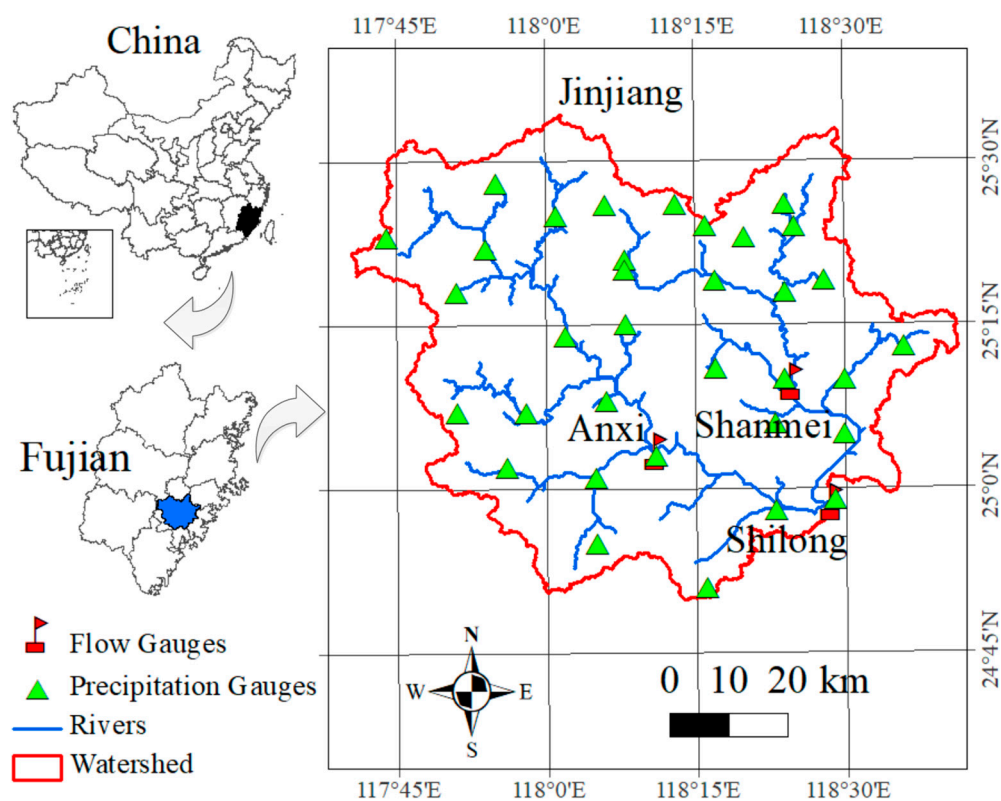 China
Fujian
Flow Gauges
Precipitation Gauges
Rivers
Watershed
117°45'E 118°0'E 118°15'E 118°30'E
Jinjiang
25°30'N
25°15'N
Anxi
Shanmei
25°0'N
Shilong
24°45'N
N
W E
S
0 10 20 km
117°45'E 118°0'E 118°15'E 118°30'E